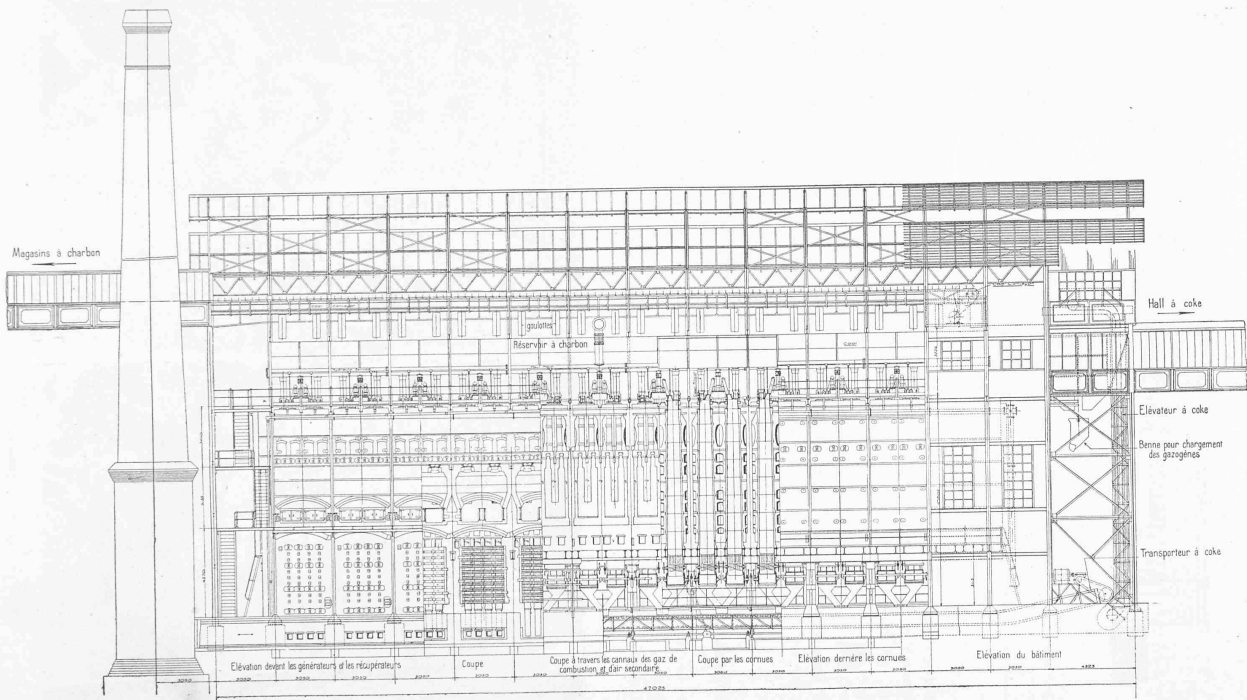 Magasins à charbon
Hall à coke
goulottes
Réservoir à charbon
Elévateur à coke
Benne pour chargement
des gazogènes
Transporteur à coke
Elévation devant les générateurs et les récupérateurs
Coupe
Coupe à travers les cannaux des gaz de
combustion et d'air secondaire
Coupe par les cornues
Elévation derrière les cornues
Elévation du bâtiment
47025